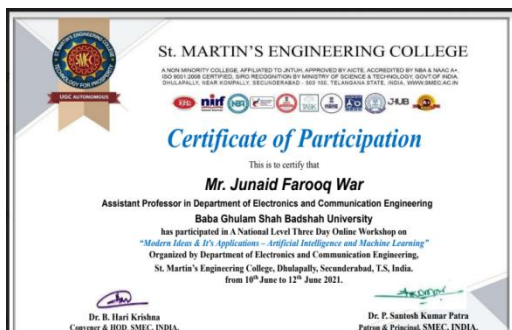 St. MARTIN'S ENGINEERING COLLEGE
A NON MINORITY COLLEGE, AFFILIATED TO JNTUH, APPROVED BY AICTE, ACCREDITED BY NBA & NAAC A+,
ISO 9001:2008 CERTIFIED, SIRO RECOGNITION BY MINISTRY OF SCIENCE & TECHNOLOGY, GOVT OF INDIA.
DHULAPALLY, NEAR KOMPALLY, SECUNDERABAD - 500 100, TELANGANA STATE, INDIA. WWW.SMEC.AC.IN
SMEC
UGC AUTONOMOUS
nirf
NBA
TASK
J-HUB
Certificate of Participation
This is to certify that
Mr. Junaid Farooq War
Assistant Professor in Department of Electronics and Communication Engineering
Baba Ghulam Shah Badshah University
has participated in A National Level Three Day Online Workshop on
"Modern Ideas & It's Applications – Artificial Intelligence and Machine Learning"
Organized by Department of Electronics and Communication Engineering,
St. Martin's Engineering College, Dhulapally, Secunderabad, T.S, India.
from 10th June to 12th June 2021.
Dr. B. Hari Krishna
Convener & HOD, SMEC, INDIA.
Dr. P. Santosh Kumar Patra
Patron & Principal, SMEC, INDIA.